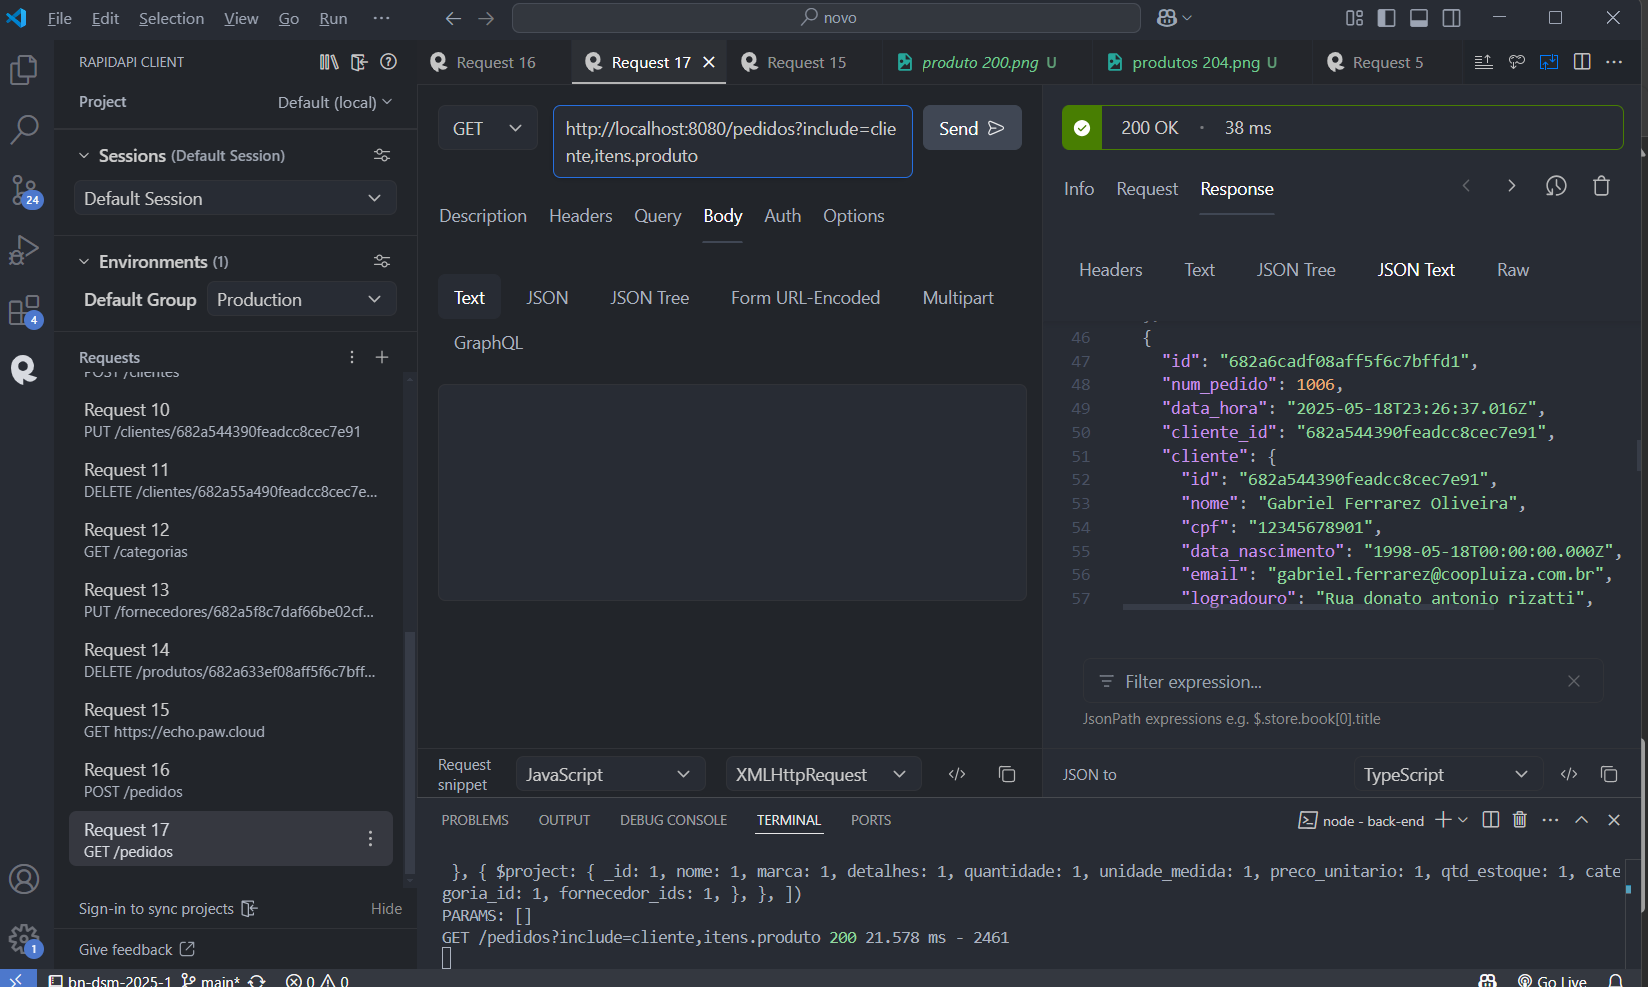 File Edit Selection View Go Run ··· novo
RAPIDAPI CLIENT
Project Default (local)
Sessions (Default Session)
Default Session
Environments (1)
Default Group Production
Requests
POST /clientes
Request 10
PUT /clientes/682a544390feadcc8cec7e91
Request 11
DELETE /clientes/682a55a490feadcc8cec7e...
Request 12
GET /categorias
Request 13
PUT /fornecedores/682a5f8c7daf66be02cf...
Request 14
DELETE /produtos/682a633ef08aff5f6c7bff...
Request 15
GET https://echo.paw.cloud
Request 16
POST /pedidos
Request 17
GET /pedidos
Sign-in to sync projects Hide
Give feedback
24
4
1
Request 16 Request 17 Request 15 produto 200.png U produtos 204.png U Request 5
GET
http://localhost:8080/pedidos?include=clie
nte,itens.produto
Send
Description Headers Query Body Auth Options
Text JSON JSON Tree Form URL-Encoded Multipart
GraphQL
Request
snippet
JavaScript XMLHttpRequest
200 OK · 38 ms
Info Request Response
Headers Text JSON Tree JSON Text Raw
46 {
47 "id": "682a6cadf08aff5f6c7bffd1",
48 "num_pedido": 1006,
49 "data_hora": "2025-05-18T23:26:37.016Z",
50 "cliente_id": "682a544390feadcc8cec7e91",
51 "cliente": {
52 "id": "682a544390feadcc8cec7e91",
53 "nome": "Gabriel Ferrarez Oliveira",
54 "cpf": "12345678901",
55 "data_nascimento": "1998-05-18T00:00:00.000Z",
56 "email": "gabriel.ferrarez@coopluiza.com.br",
57 "logradouro": "Rua donato antonio rizatti",
Filter expression...
JsonPath expressions e.g. $.store.book[0].title
JSON to TypeScript
PROBLEMS OUTPUT DEBUG CONSOLE TERMINAL PORTS node - back-end
}, { $project: { _id: 1, nome: 1, marca: 1, detalhes: 1, quantidade: 1, unidade_medida: 1, preco_unitario: 1, qtd_estoque: 1, cate
goria_id: 1, fornecedor_ids: 1, }, }, ])
PARAMS: []
GET /pedidos?include=cliente,itens.produto 200 21.578 ms - 2461
bn-dsm-2025-1 main* 0 0 Go Live